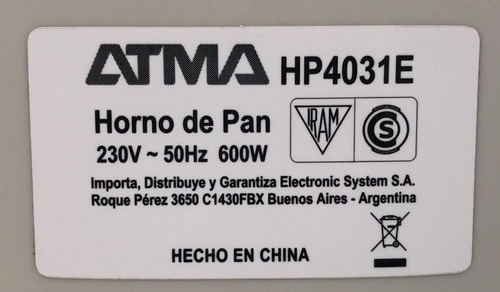 ATMA HP4031E
Horno de Pan
230V ~ 50Hz 600W
IRAM
S
Importa, Distribuye y Garantiza Electronic System S.A.
Roque Pérez 3650 C1430FBX Buenos Aires - Argentina
HECHO EN CHINA